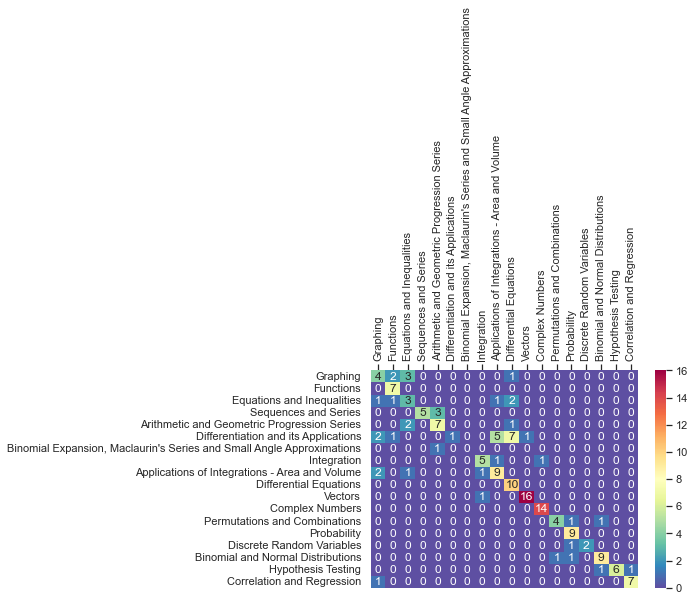 Graphing
Functions
Equations and Inequalities
Sequences and Series
Arithmetic and Geometric Progression Series
Differentiation and its Applications
Binomial Expansion, Maclaurin's Series and Small Angle Approximations
Integration
Applications of Integrations - Area and Volume
Differential Equations
Vectors
Complex Numbers
Permutations and Combinations
Probability
Discrete Random Variables
Binomial and Normal Distributions
Hypothesis Testing
Correlation and Regression
Graphing 4 2 3 0 0 0 0 0 0 1 0 0 0 0 0 0 0 0
Functions 0 7 0 0 0 0 0 0 0 0 0 0 0 0 0 0 0 0
Equations and Inequalities 1 1 3 0 0 0 0 0 1 2 0 0 0 0 0 0 0 0
Sequences and Series 0 0 0 5 3 0 0 0 0 0 0 0 0 0 0 0 0 0
Arithmetic and Geometric Progression Series 0 0 2 0 7 0 0 0 0 1 0 0 0 0 0 0 0 0
Differentiation and its Applications 2 1 0 0 0 1 0 0 5 7 1 0 0 0 0 0 0 0
Binomial Expansion, Maclaurin's Series and Small Angle Approximations 0 0 0 0 1 0 0 0 0 0 0 0 0 0 0 0 0 0
Integration 0 0 0 0 0 0 0 5 1 0 0 1 0 0 0 0 0 0
Applications of Integrations - Area and Volume 2 0 1 0 0 0 0 1 9 0 0 0 0 0 0 0 0 0
Differential Equations 0 0 0 0 0 0 0 0 0 10 0 0 0 0 0 0 0 0
Vectors 0 0 0 0 0 0 0 1 0 0 16 0 0 0 0 0 0 0
Complex Numbers 0 0 0 0 0 0 0 0 0 0 0 14 0 0 0 0 0 0
Permutations and Combinations 0 0 0 0 0 0 0 0 0 0 0 0 4 1 0 1 0 0
Probability 0 0 0 0 0 0 0 0 0 0 0 0 0 9 0 0 0 0
Discrete Random Variables 0 0 0 0 0 0 0 0 0 0 0 0 0 1 2 0 0 0
Binomial and Normal Distributions 0 0 0 0 0 0 0 0 0 0 0 0 1 1 0 9 0 0
Hypothesis Testing 0 0 0 0 0 0 0 0 0 0 0 0 0 0 0 1 6 1
Correlation and Regression 1 0 0 0 0 0 0 0 0 0 0 0 0 0 0 0 0 7
16
14
12
10
8
6
4
2
0